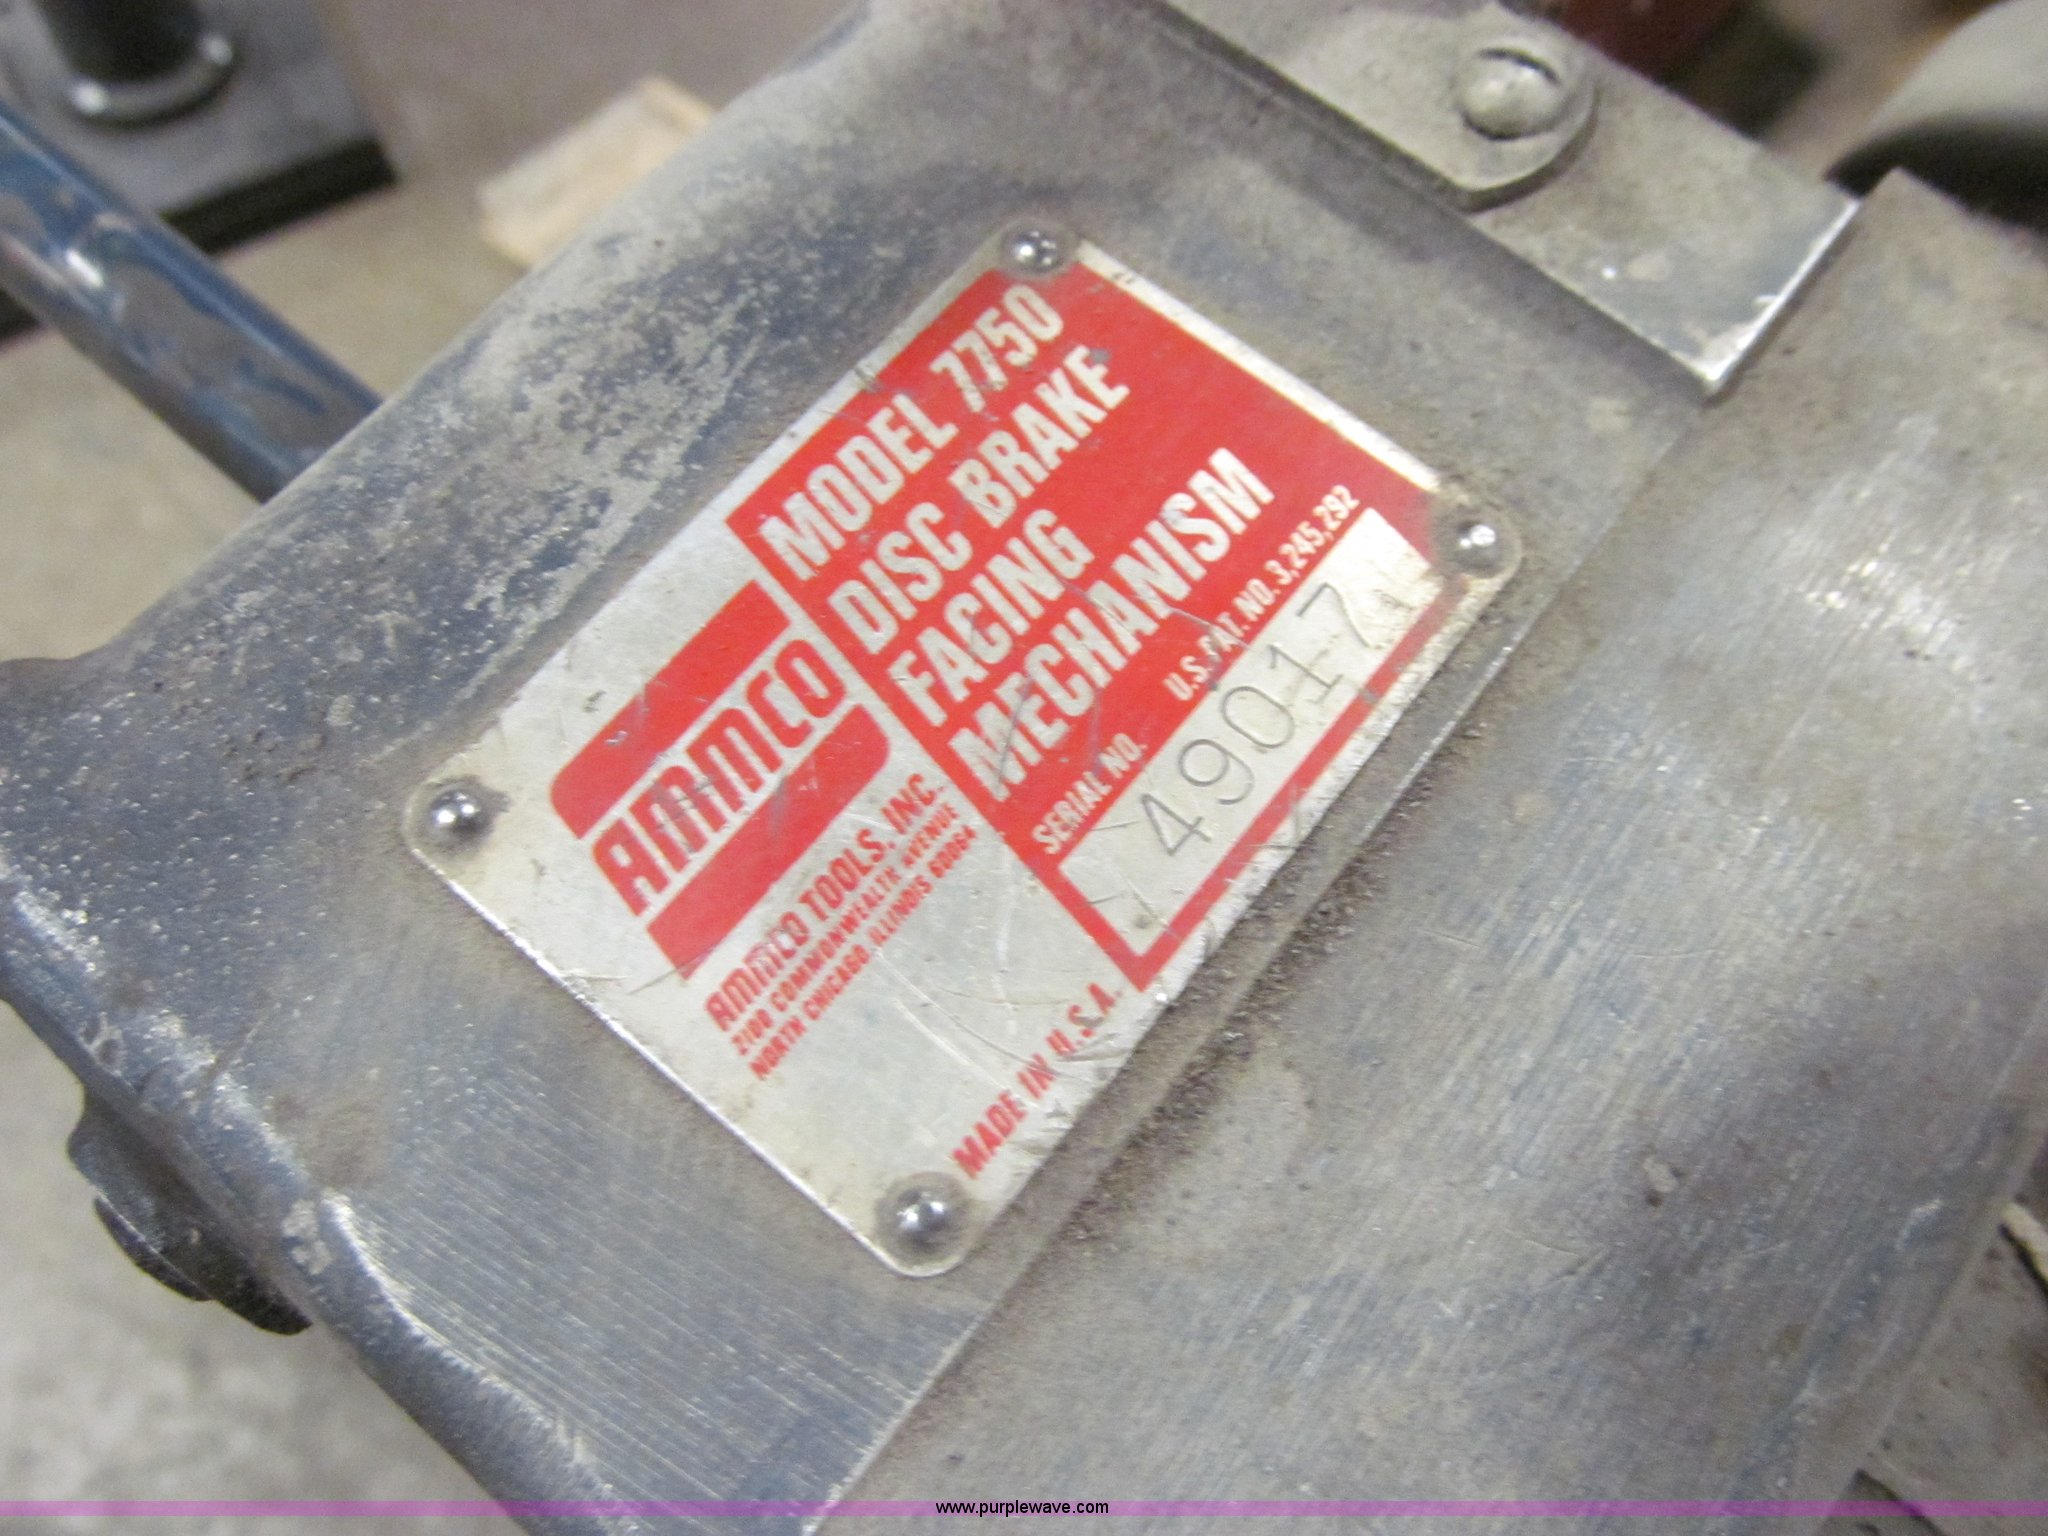 MODEL 7750
DISC BRAKE
FACING
MECHANISM
U.S. PAT. NO. 3,245,292
SERIAL NO.
49017
AMMCO
AMMCO TOOLS, INC.
2100 COMMONWEALTH AVENUE
NORTH CHICAGO ILLINOIS 60064
MADE IN U.S.A.
www.purplewave.com